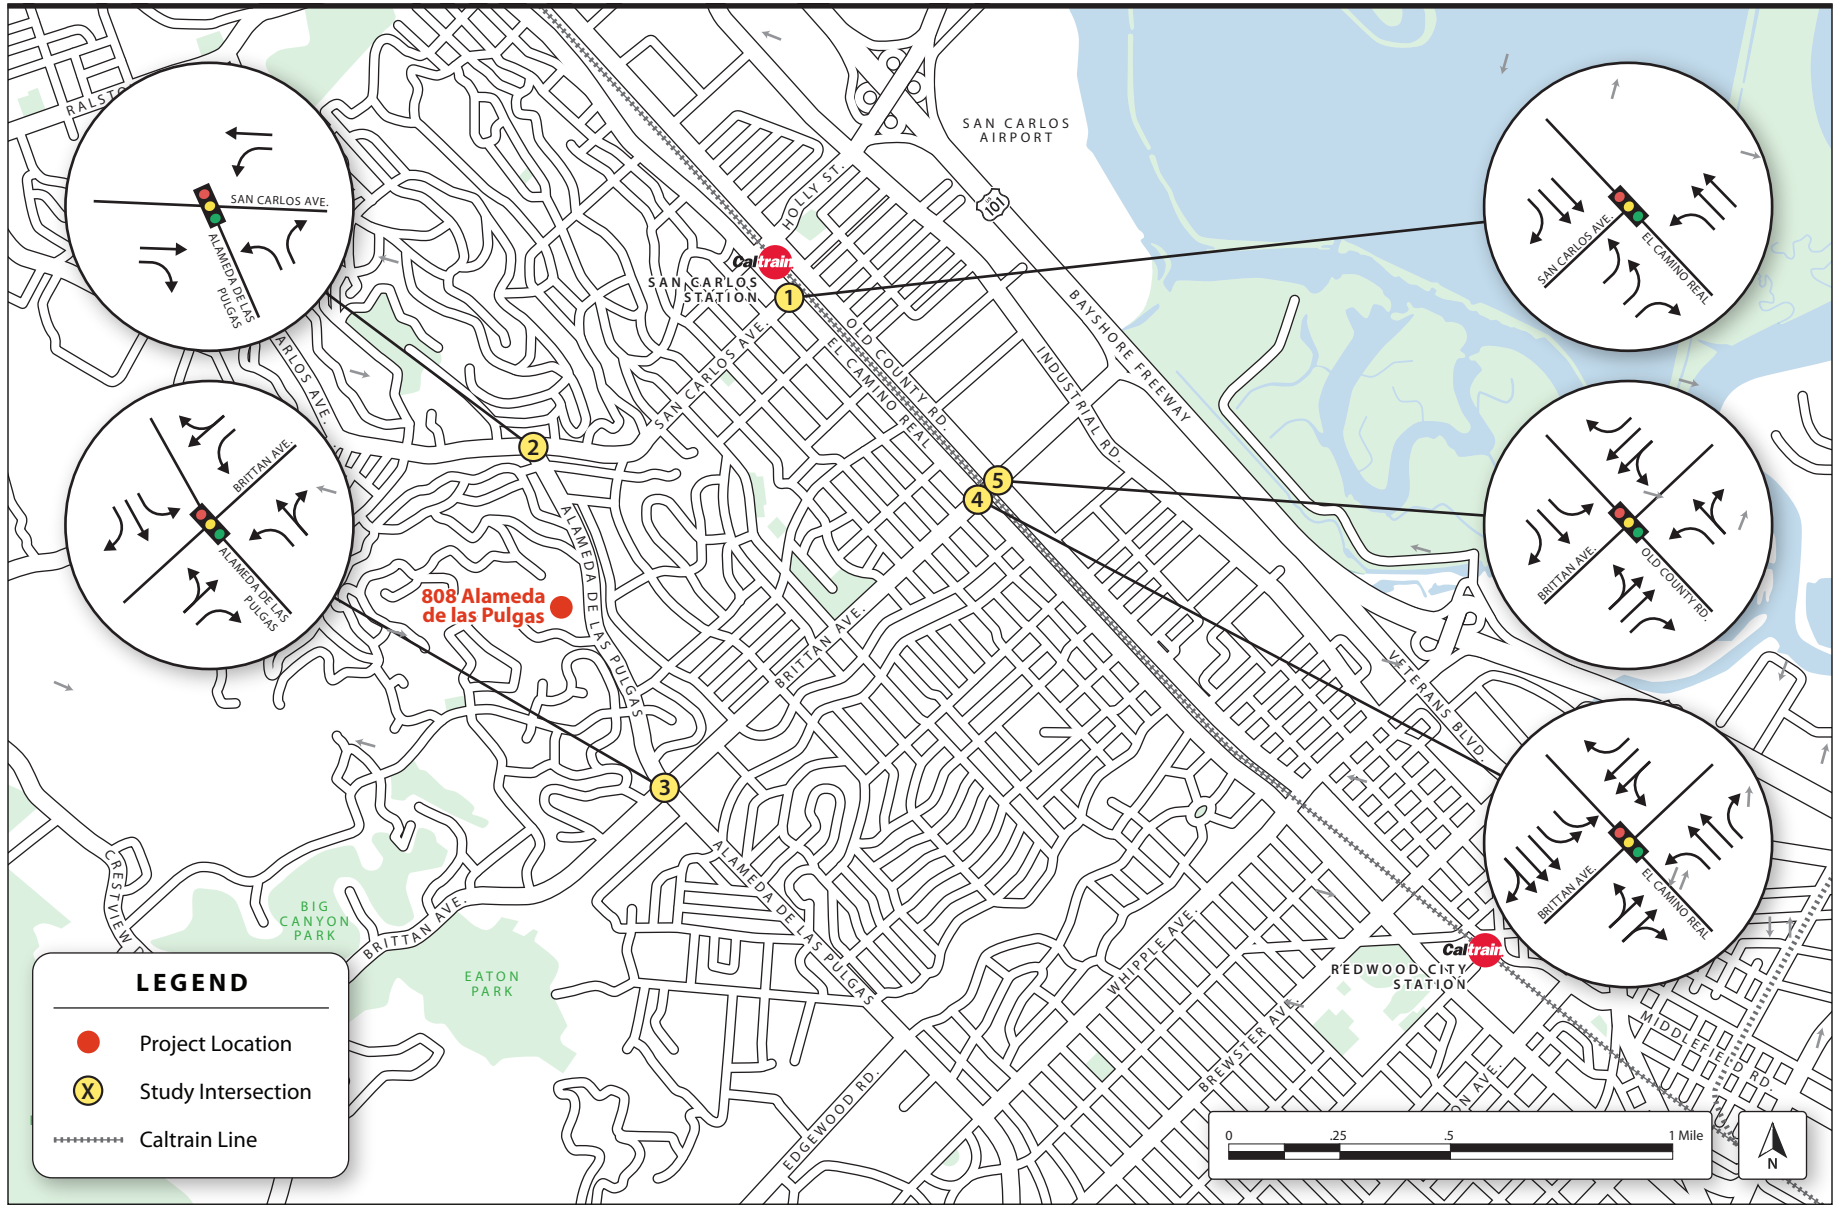 RALSTO
SAN CARLOS
AIRPORT
HOLLY ST.
US
101
SAN CARLOS AVE.
ALAMEDA DE LAS
PULGAS
SAN CARLOS AVE.
EL CAMINO REAL
Caltrain
SAN CARLOS
STATION
1
OLD COUNTY RD.
EL CAMINO REAL
BAYSHORE FREEWAY
INDUSTRIAL RD.
SAN CARLOS AVE.
ARLOS AVE.
2
5
4
BRITTAN AVE.
ALAMEDA DE LAS
PULGAS
BRITTAN AVE.
OLD COUNTY RD.
ALAMEDA DE LAS PULGAS
808 Alameda
de las Pulgas
BRITTAN AVE.
VETERANS BLVD.
3
BRITTAN AVE.
EL CAMINO REAL
CRESTVIEW D
ALAMEDA DE LAS PULGAS
BIG
CANYON
PARK
BRITTAN AVE.
EATON
PARK
WHIPPLE AVE.
Caltrain
REDWOOD CITY
STATION
BREWSTER AVE.
MIDDLEFIELD RD.
ON AVE.
EDGEWOOD RD.
LEGEND
Project Location
X Study Intersection
Caltrain Line
0 .25 .5 1 Mile
N